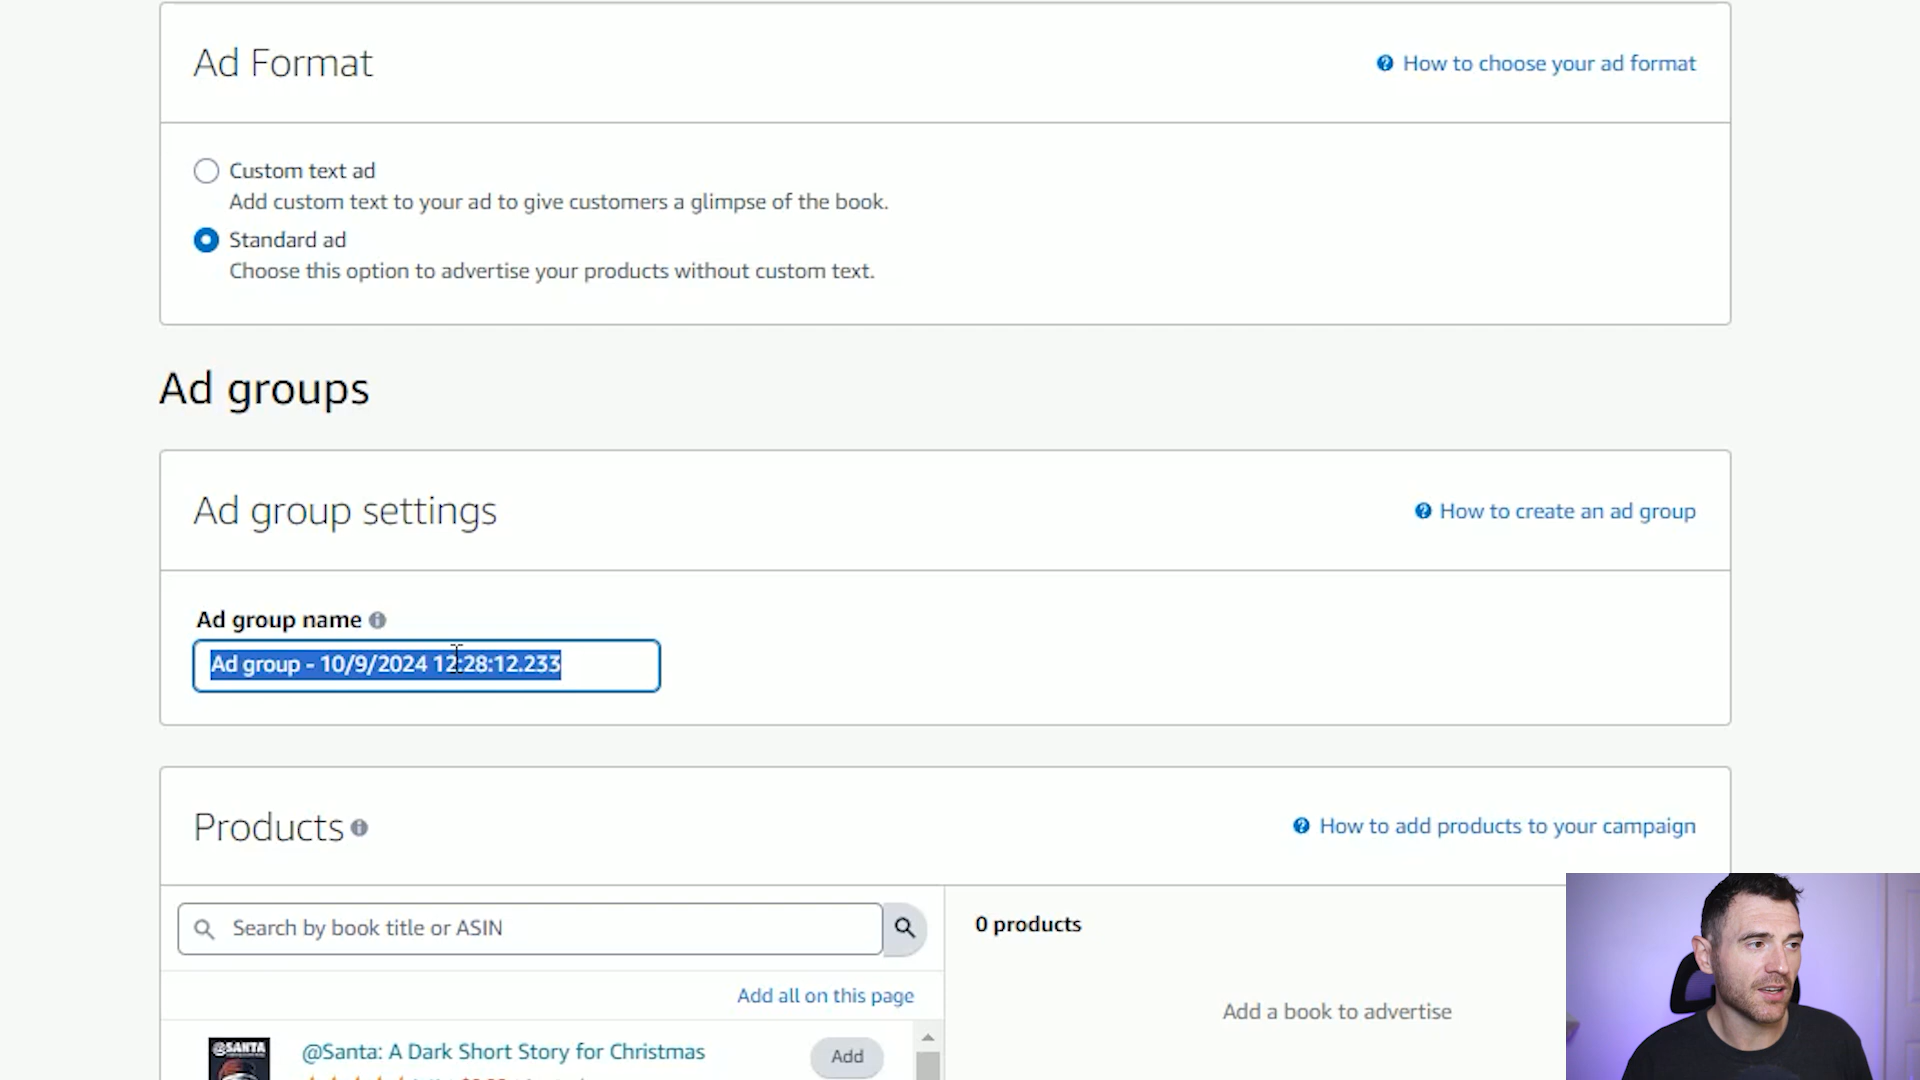 Ad Format
How to choose your ad format
Custom text ad
Add custom text to your ad to give customers a glimpse of the book.
Standard ad
Choose this option to advertise your products without custom text.
Ad groups
Ad group settings
How to create an ad group
Ad group name
Ad group - 10/9/2024 12:28:12.233
Products
How to add products to your campaign
Search by book title or ASIN
0 products
Add all on this page
Add a book to advertise
@SANTA
@Santa: A Dark Short Story for Christmas
Add